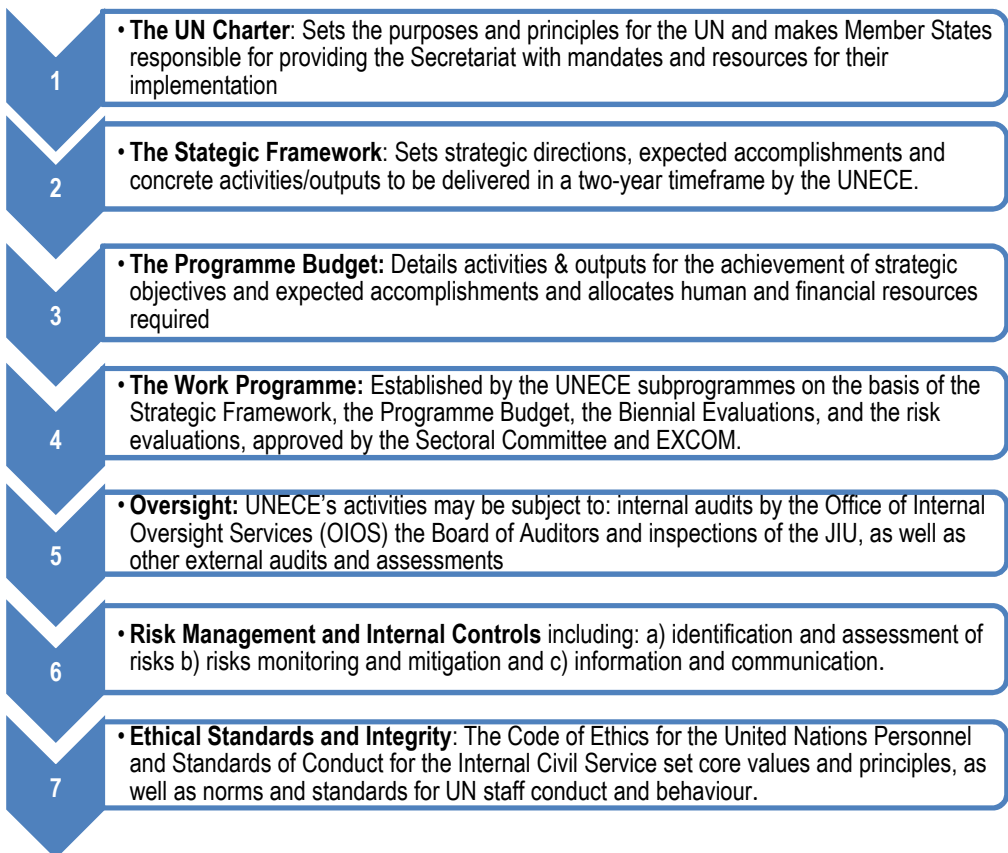 1
• The UN Charter: Sets the purposes and principles for the UN and makes Member States
responsible for providing the Secretariat with mandates and resources for their
implementation
2
• The Stategic Framework: Sets strategic directions, expected accomplishments and
concrete activities/outputs to be delivered in a two-year timeframe by the UNECE.
3
• The Programme Budget: Details activities & outputs for the achievement of strategic
objectives and expected accomplishments and allocates human and financial resources
required
4
• The Work Programme: Established by the UNECE subprogrammes on the basis of the
Strategic Framework, the Programme Budget, the Biennial Evaluations, and the risk
evaluations, approved by the Sectoral Committee and EXCOM.
5
• Oversight: UNECE’s activities may be subject to: internal audits by the Office of Internal
Oversight Services (OIOS) the Board of Auditors and inspections of the JIU, as well as
other external audits and assessments
6
• Risk Management and Internal Controls including: a) identification and assessment of
risks b) risks monitoring and mitigation and c) information and communication.
7
• Ethical Standards and Integrity: The Code of Ethics for the United Nations Personnel
and Standards of Conduct for the Internal Civil Service set core values and principles, as
well as norms and standards for UN staff conduct and behaviour.